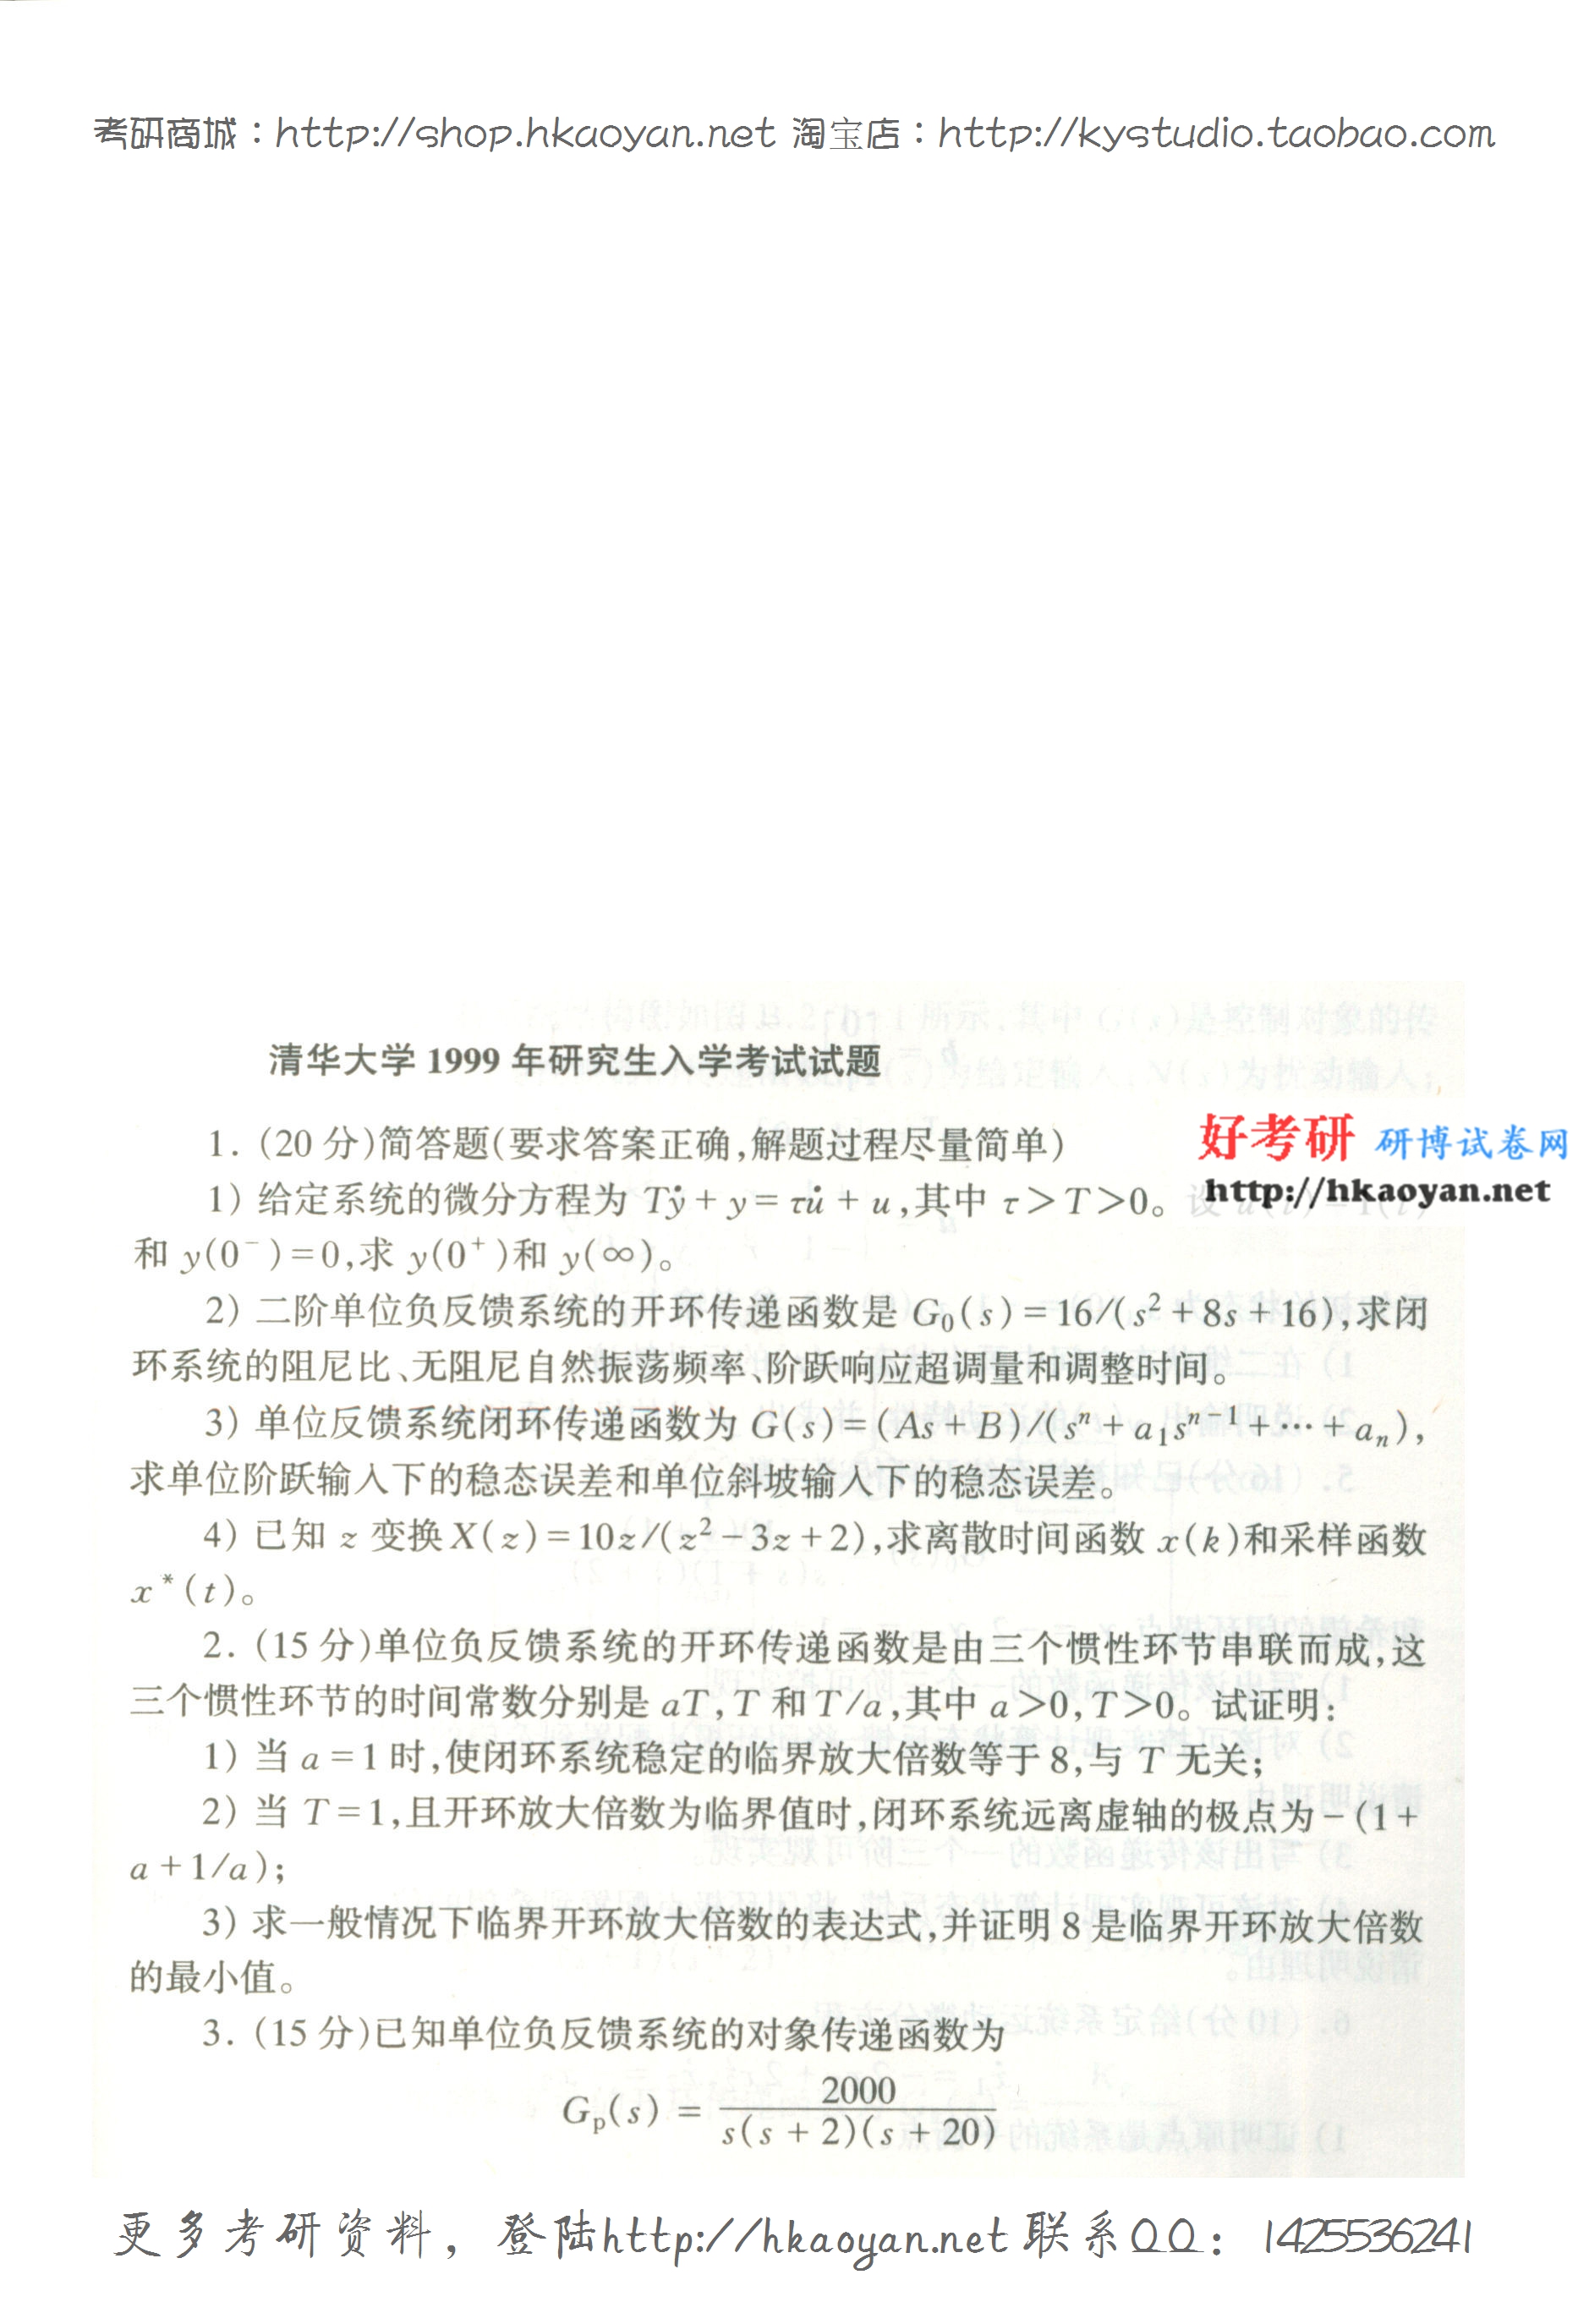 考研商城：http://shop.hkaoyan.net 淘宝店：http://kystudio.taobao.com
清华大学 1999 年研究生入学考试试题
1. (20 分)简答题(要求答案正确,解题过程尽量简单)
好考研 研博试卷网
http://hkaoyan.net
1) 给定系统的微分方程为 Tẏ + y = τu̇ + u ,其中 τ > T > 0。设 u(t) = 1(t)
和 y(0⁻) = 0,求 y(0⁺)和 y(∞)。
2) 二阶单位负反馈系统的开环传递函数是 G₀(s) = 16/(s² + 8s + 16),求闭
环系统的阻尼比、无阻尼自然振荡频率、阶跃响应超调量和调整时间。
3) 单位反馈系统闭环传递函数为 G(s) = (As + B)/(sⁿ + a₁sⁿ⁻¹ + ⋯ + aₙ),
求单位阶跃输入下的稳态误差和单位斜坡输入下的稳态误差。
4) 已知 z 变换 X(z) = 10z/(z² − 3z + 2),求离散时间函数 x(k)和采样函数
x*(t)。
2. (15 分)单位负反馈系统的开环传递函数是由三个惯性环节串联而成,这
三个惯性环节的时间常数分别是 aT, T 和 T/a,其中 a>0, T>0。试证明:
1) 当 a = 1 时,使闭环系统稳定的临界放大倍数等于 8,与 T 无关;
2) 当 T = 1,且开环放大倍数为临界值时,闭环系统远离虚轴的极点为 − (1 +
a + 1/a);
3) 求一般情况下临界开环放大倍数的表达式,并证明 8 是临界开环放大倍数
的最小值。
3. (15 分)已知单位负反馈系统的对象传递函数为
Gₚ(s) = 2000/(s(s + 2)(s + 20))
更多考研资料，登陆http://hkaoyan.net 联系QQ：1425536241